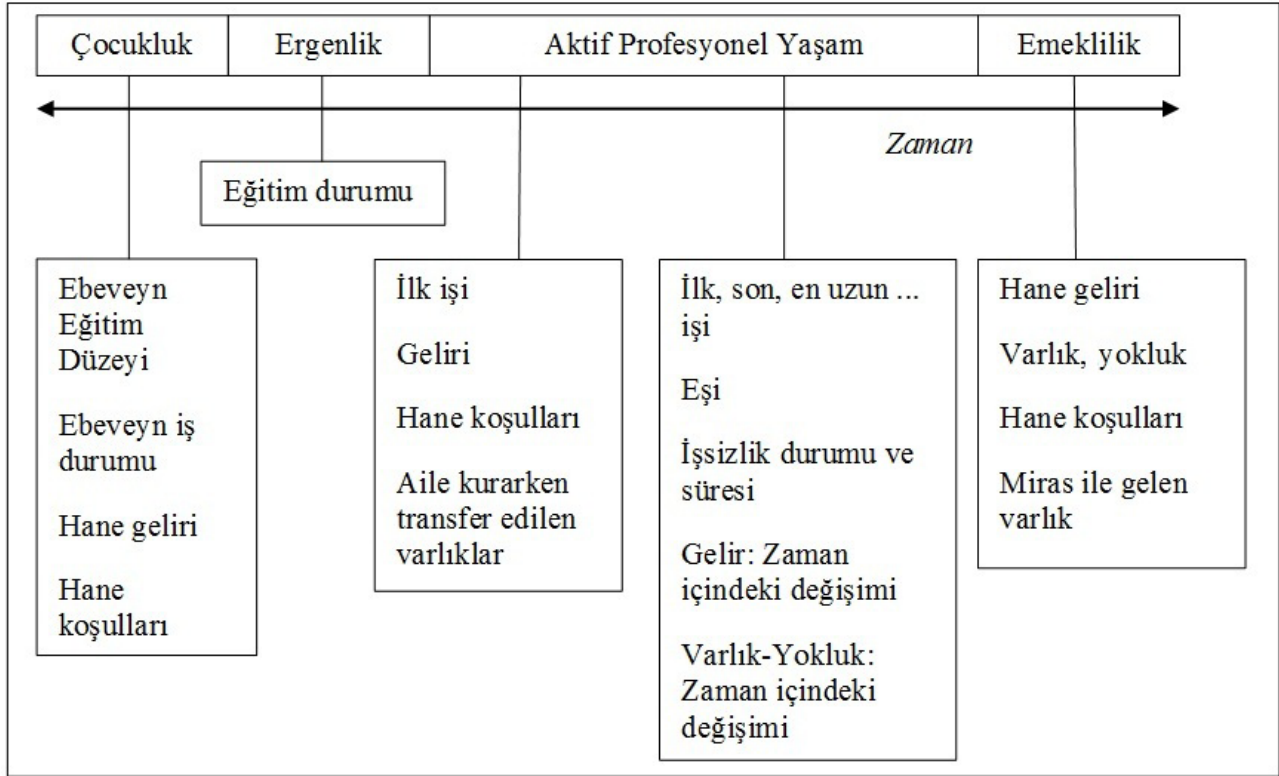 Çocukluk
Ergenlik
Aktif Profesyonel Yaşam
Emeklilik
Zaman
Eğitim durumu
Ebeveyn
Eğitim
Düzeyi
Ebeveyn iş
durumu
Hane geliri
Hane
koşulları
İlk işi
Geliri
Hane koşulları
Aile kurarken
transfer edilen
varlıklar
İlk, son, en uzun ...
işi
Eşi
İşsizlik durumu ve
süresi
Gelir: Zaman
içindeki değişimi
Varlık-Yokluk:
Zaman içindeki
değişimi
Hane geliri
Varlık, yokluk
Hane koşulları
Miras ile gelen
varlık